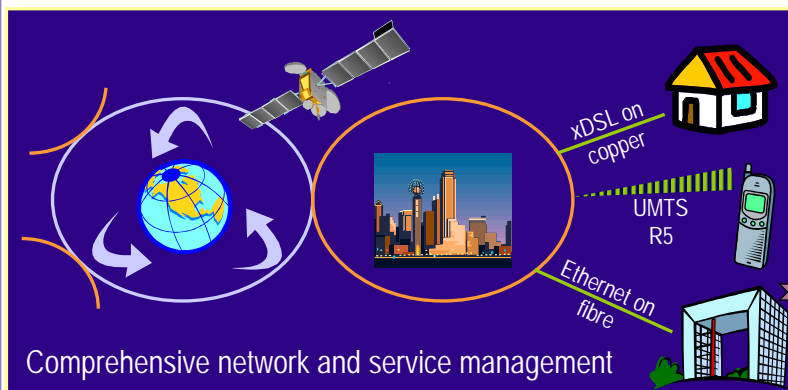 xDSL on
copper
UMTS
R5
Ethernet on
fibre
Comprehensive network and service management